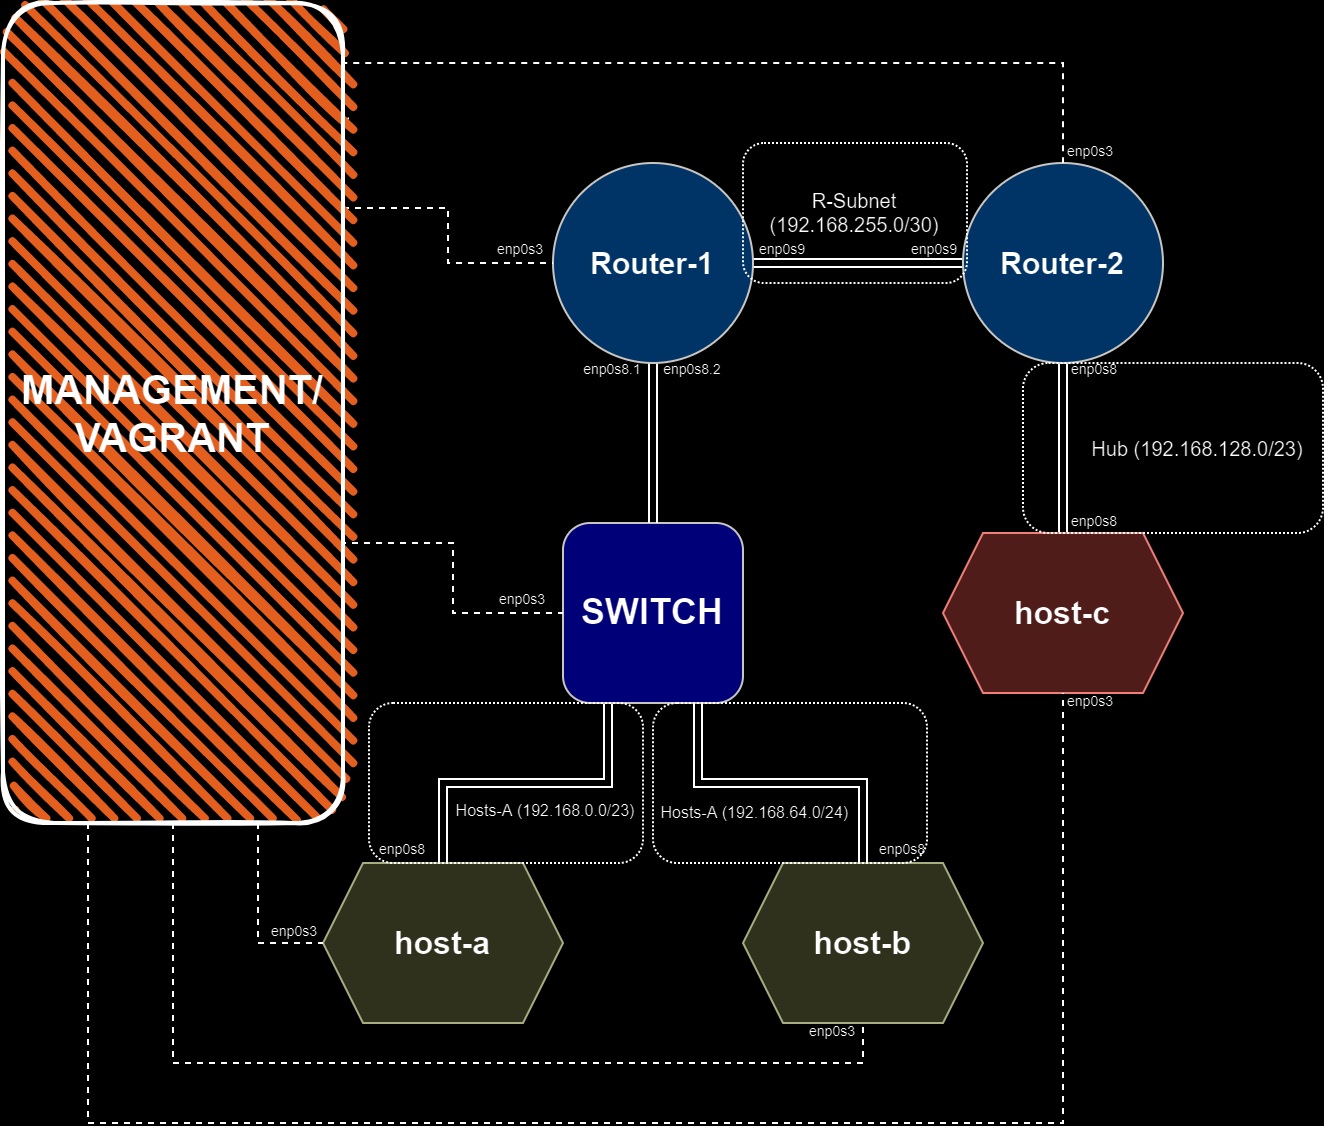 enp0s3
R-Subnet
(192.168.255.0/30)
enp0s3
enp0s9
enp0s9
Router-1
Router-2
enp0s8.1
enp0s8.2
enp0s8
MANAGEMENT/
VAGRANT
Hub (192.168.128.0/23)
enp0s8
enp0s3
SWITCH
host-c
enp0s3
Hosts-A (192.168.0.0/23)
Hosts-A (192.168.64.0/24)
enp0s8
enp0s8
enp0s3
host-a
host-b
enp0s3